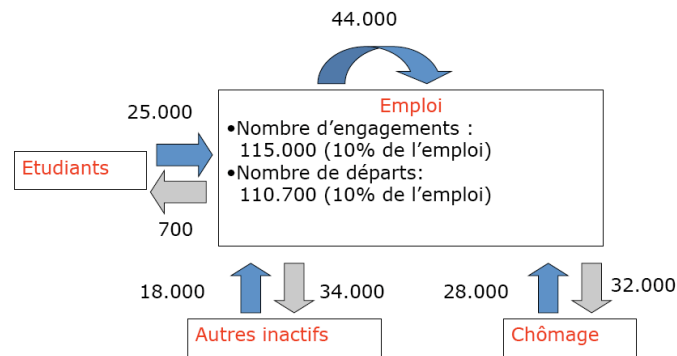 44.000
Emploi
25.000
•Nombre d’engagements :
115.000 (10% de l’emploi)
•Nombre de départs:
110.700 (10% de l’emploi)
Etudiants
700
18.000
34.000
28.000
32.000
Autres inactifs
Chômage